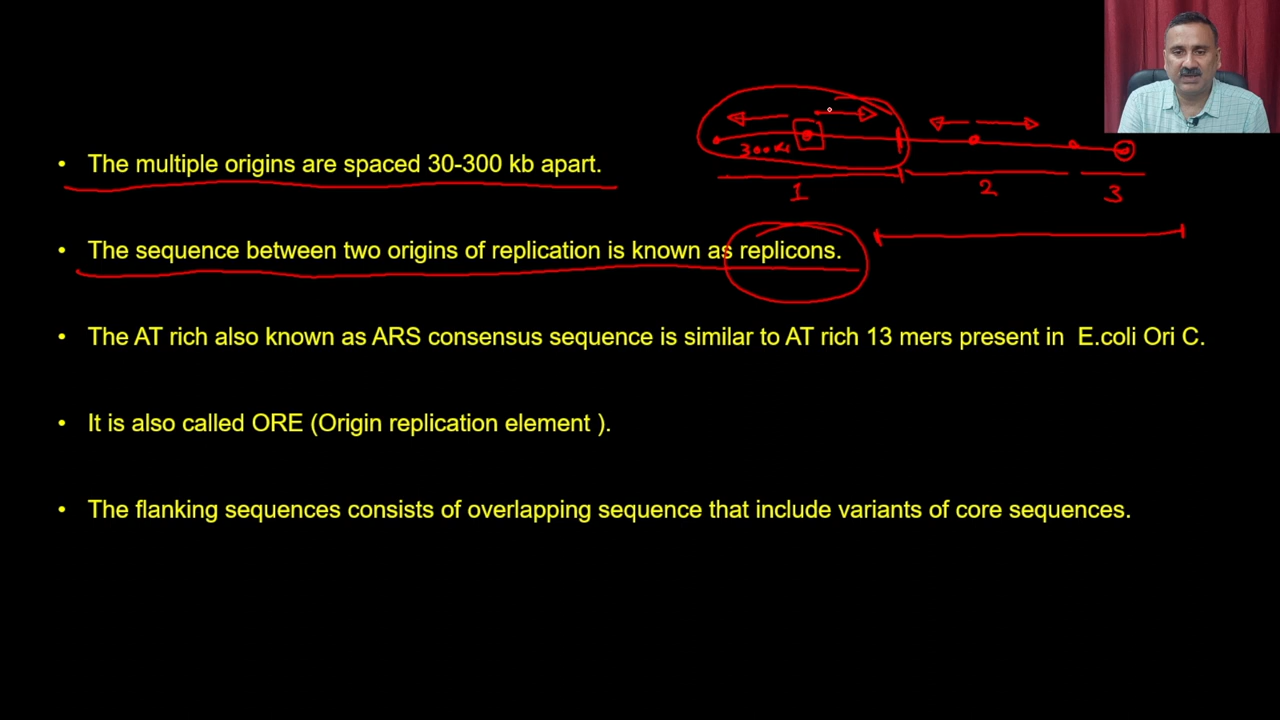 • The multiple origins are spaced 30-300 kb apart.
300Kb
1
2
3
• The sequence between two origins of replication is known as replicons.
• The AT rich also known as ARS consensus sequence is similar to AT rich 13 mers present in E.coli Ori C.
• It is also called ORE (Origin replication element ).
• The flanking sequences consists of overlapping sequence that include variants of core sequences.